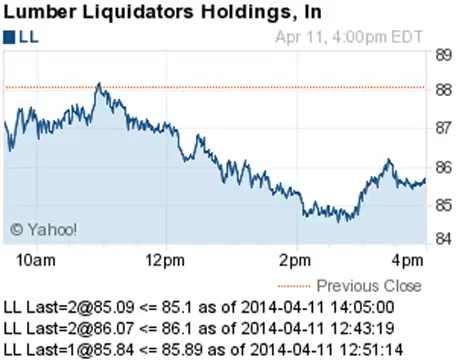 Lumber Liquidators Holdings, In
LL Apr 11, 4:00pm EDT
89
88
87
86
85
84
© Yahoo!
10am 12pm 2pm 4pm
Previous Close
LL Last=2@85.09 <= 85.1 as of 2014-04-11 14:05:00
LL Last=2@86.07 <= 86.1 as of 2014-04-11 12:43:19
LL Last=1@85.84 <= 85.89 as of 2014-04-11 12:51:14